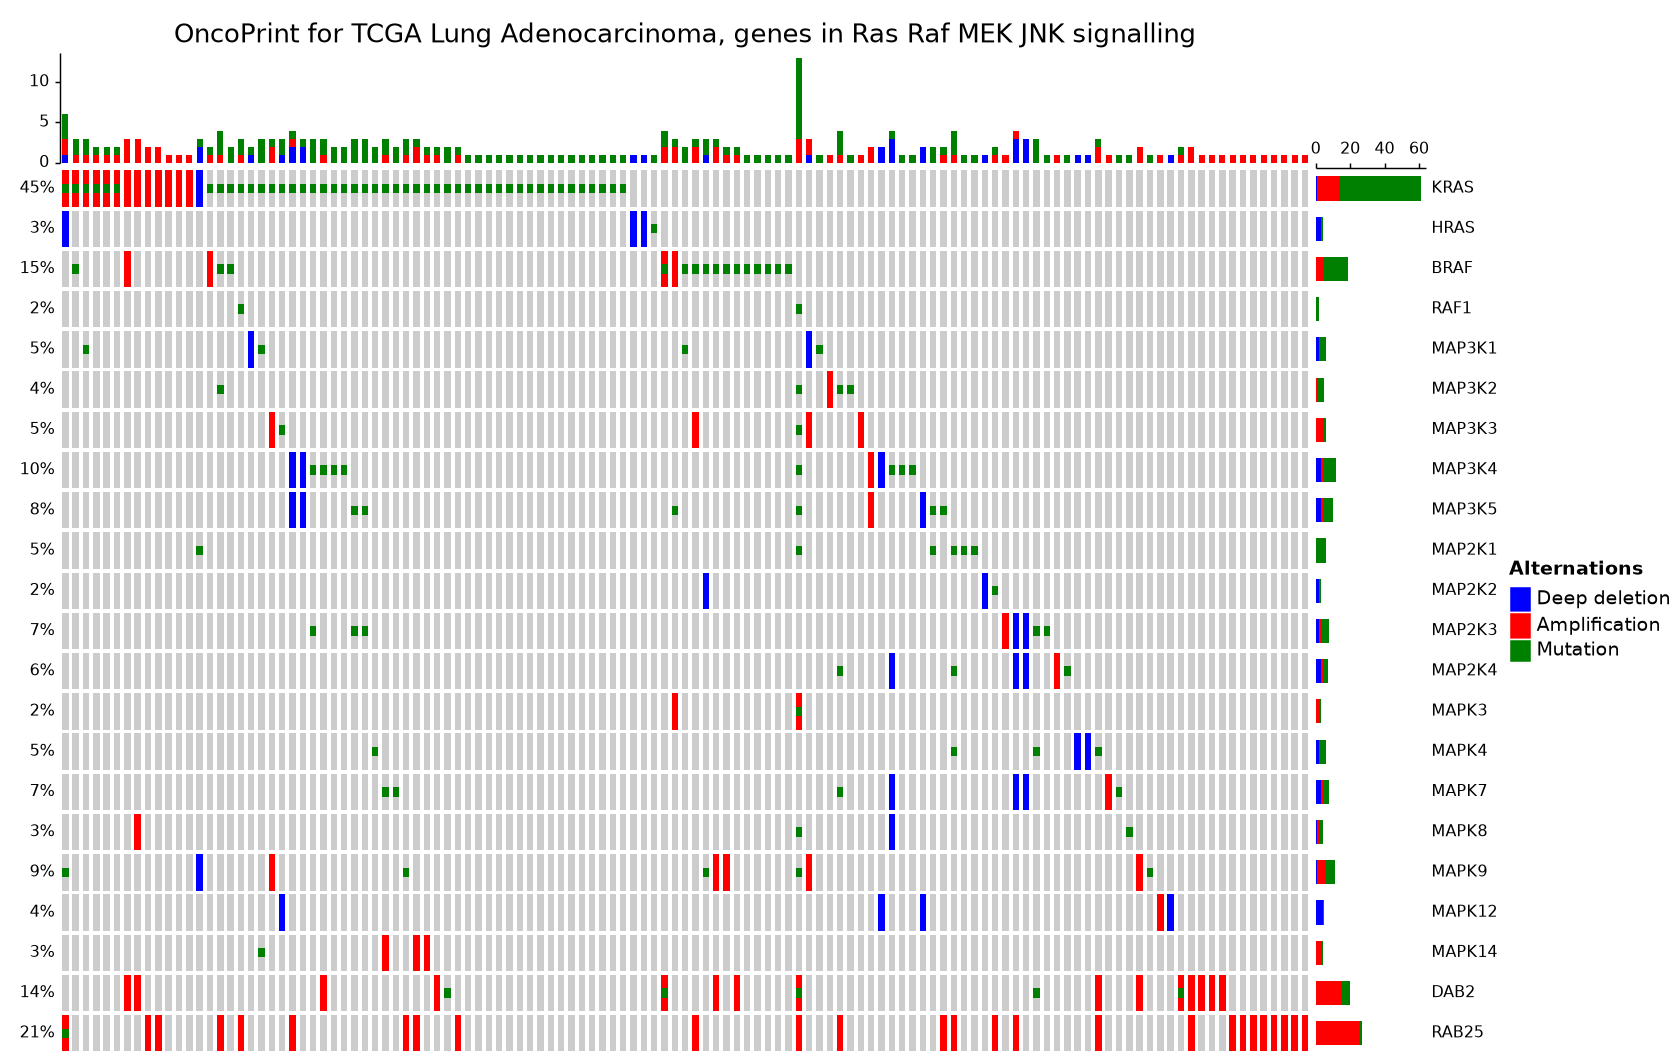 OncoPrint for TCGA Lung Adenocarcinoma, genes in Ras Raf MEK JNK signalling
10
5
0
0 20 40 60
45% KRAS
3% HRAS
15% BRAF
2% RAF1
5% MAP3K1
4% MAP3K2
5% MAP3K3
10% MAP3K4
8% MAP3K5
5% MAP2K1
2% MAP2K2
7% MAP2K3
6% MAP2K4
2% MAPK3
5% MAPK4
7% MAPK7
3% MAPK8
9% MAPK9
4% MAPK12
3% MAPK14
14% DAB2
21% RAB25
Alternations
Deep deletion
Amplification
Mutation